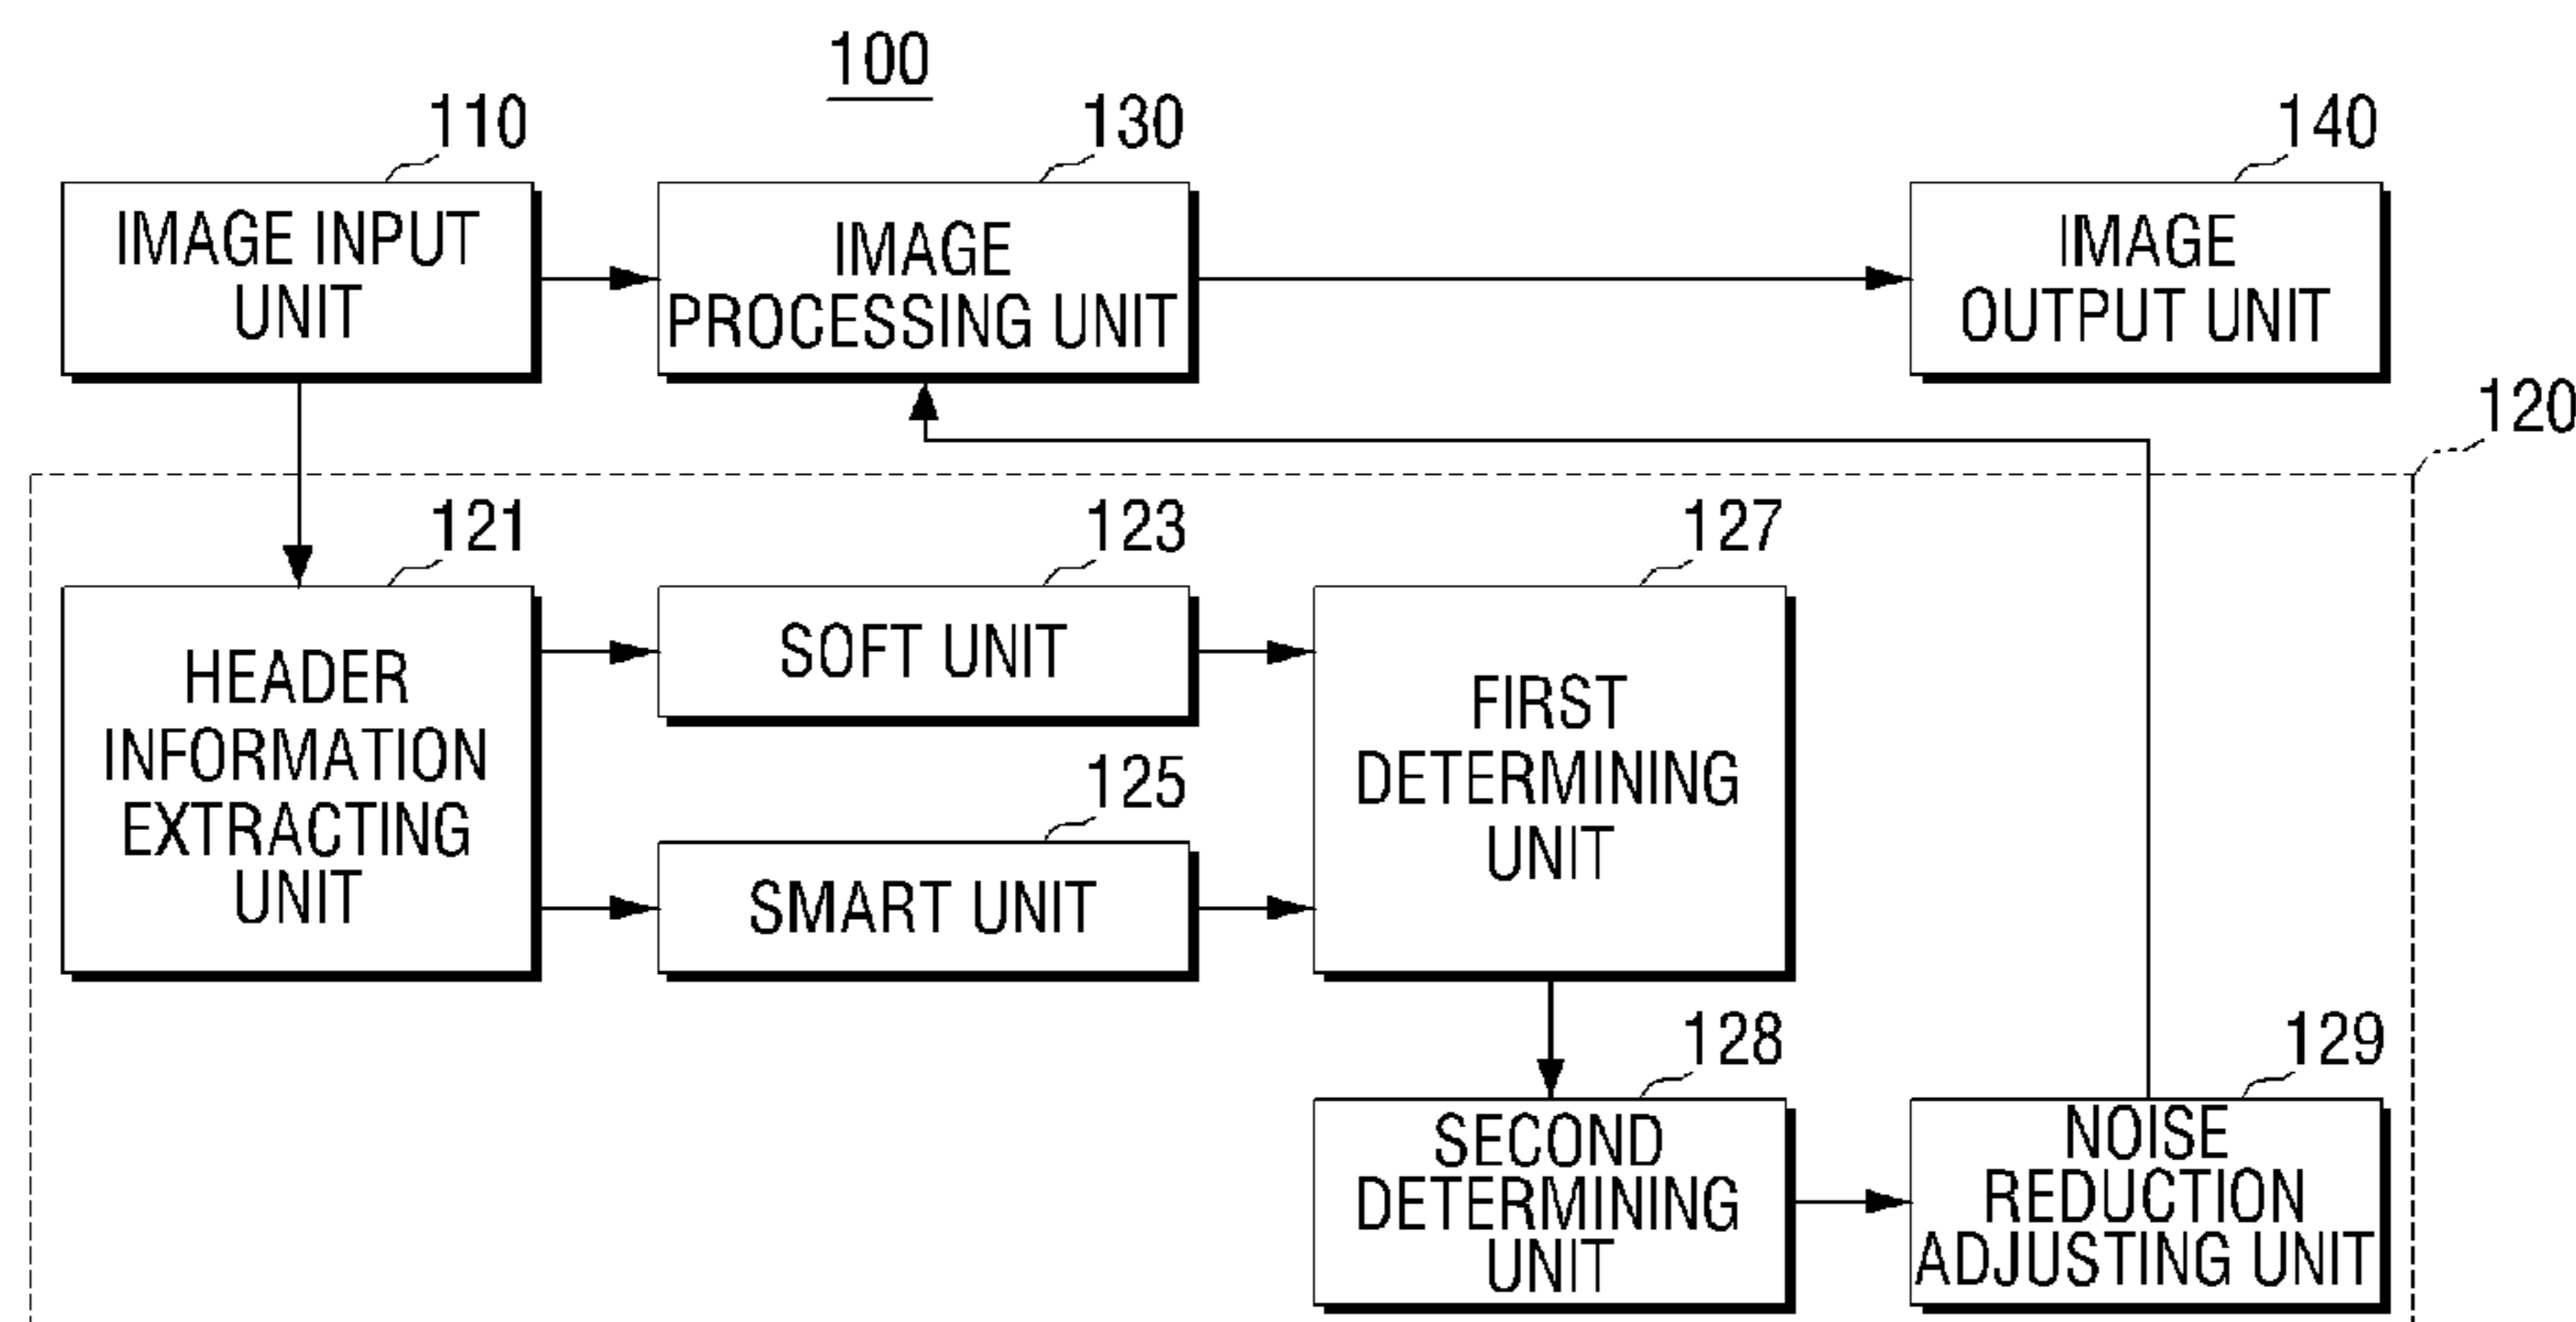 100
110
130
140
IMAGE INPUT
UNIT
IMAGE
PROCESSING UNIT
IMAGE
OUTPUT UNIT
120
121
123
127
HEADER
INFORMATION
EXTRACTING
UNIT
SOFT UNIT
125
SMART UNIT
FIRST
DETERMINING
UNIT
128
129
SECOND
DETERMINING
UNIT
NOISE
REDUCTION
ADJUSTING UNIT